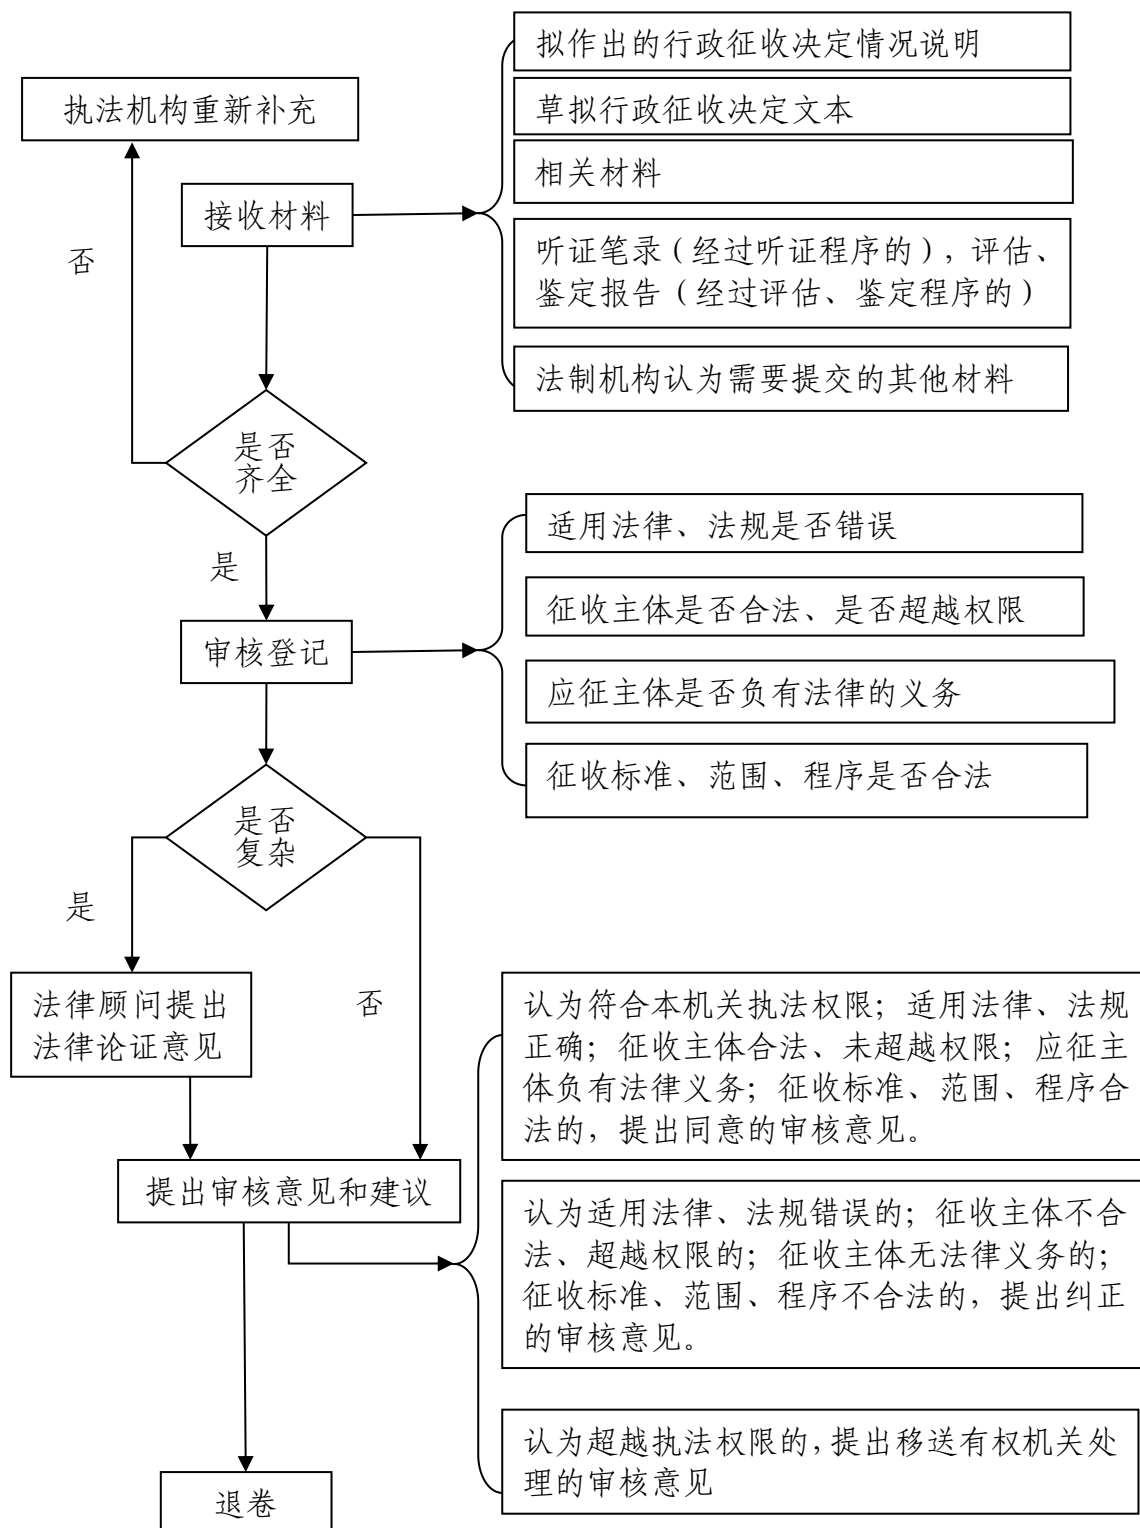 拟作出的行政征收决定情况说明
执法机构重新补充
草拟行政征收决定文本
相关材料
接收材料
听证笔录（经过听证程序的），评估、
鉴定报告（经过评估、鉴定程序的）
否
法制机构认为需要提交的其他材料
是否
齐全
适用法律、法规是否错误
是
征收主体是否合法、是否超越权限
审核登记
应征主体是否负有法律的义务
征收标准、范围、程序是否合法
是否
复杂
是
否
法律顾问提出
法律论证意见
认为符合本机关执法权限；适用法律、法规
正确；征收主体合法、未超越权限；应征主
体负有法律义务；征收标准、范围、程序合
法的，提出同意的审核意见。
提出审核意见和建议
认为适用法律、法规错误的；征收主体不合
法、超越权限的；征收主体无法律义务的；
征收标准、范围、程序不合法的，提出纠正
的审核意见。
认为超越执法权限的，提出移送有权机关处
理的审核意见
退卷